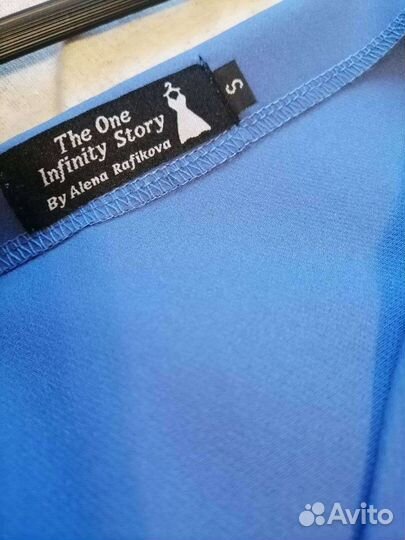 The One
Infinity Story
By Alena Rafikova
S
Avito